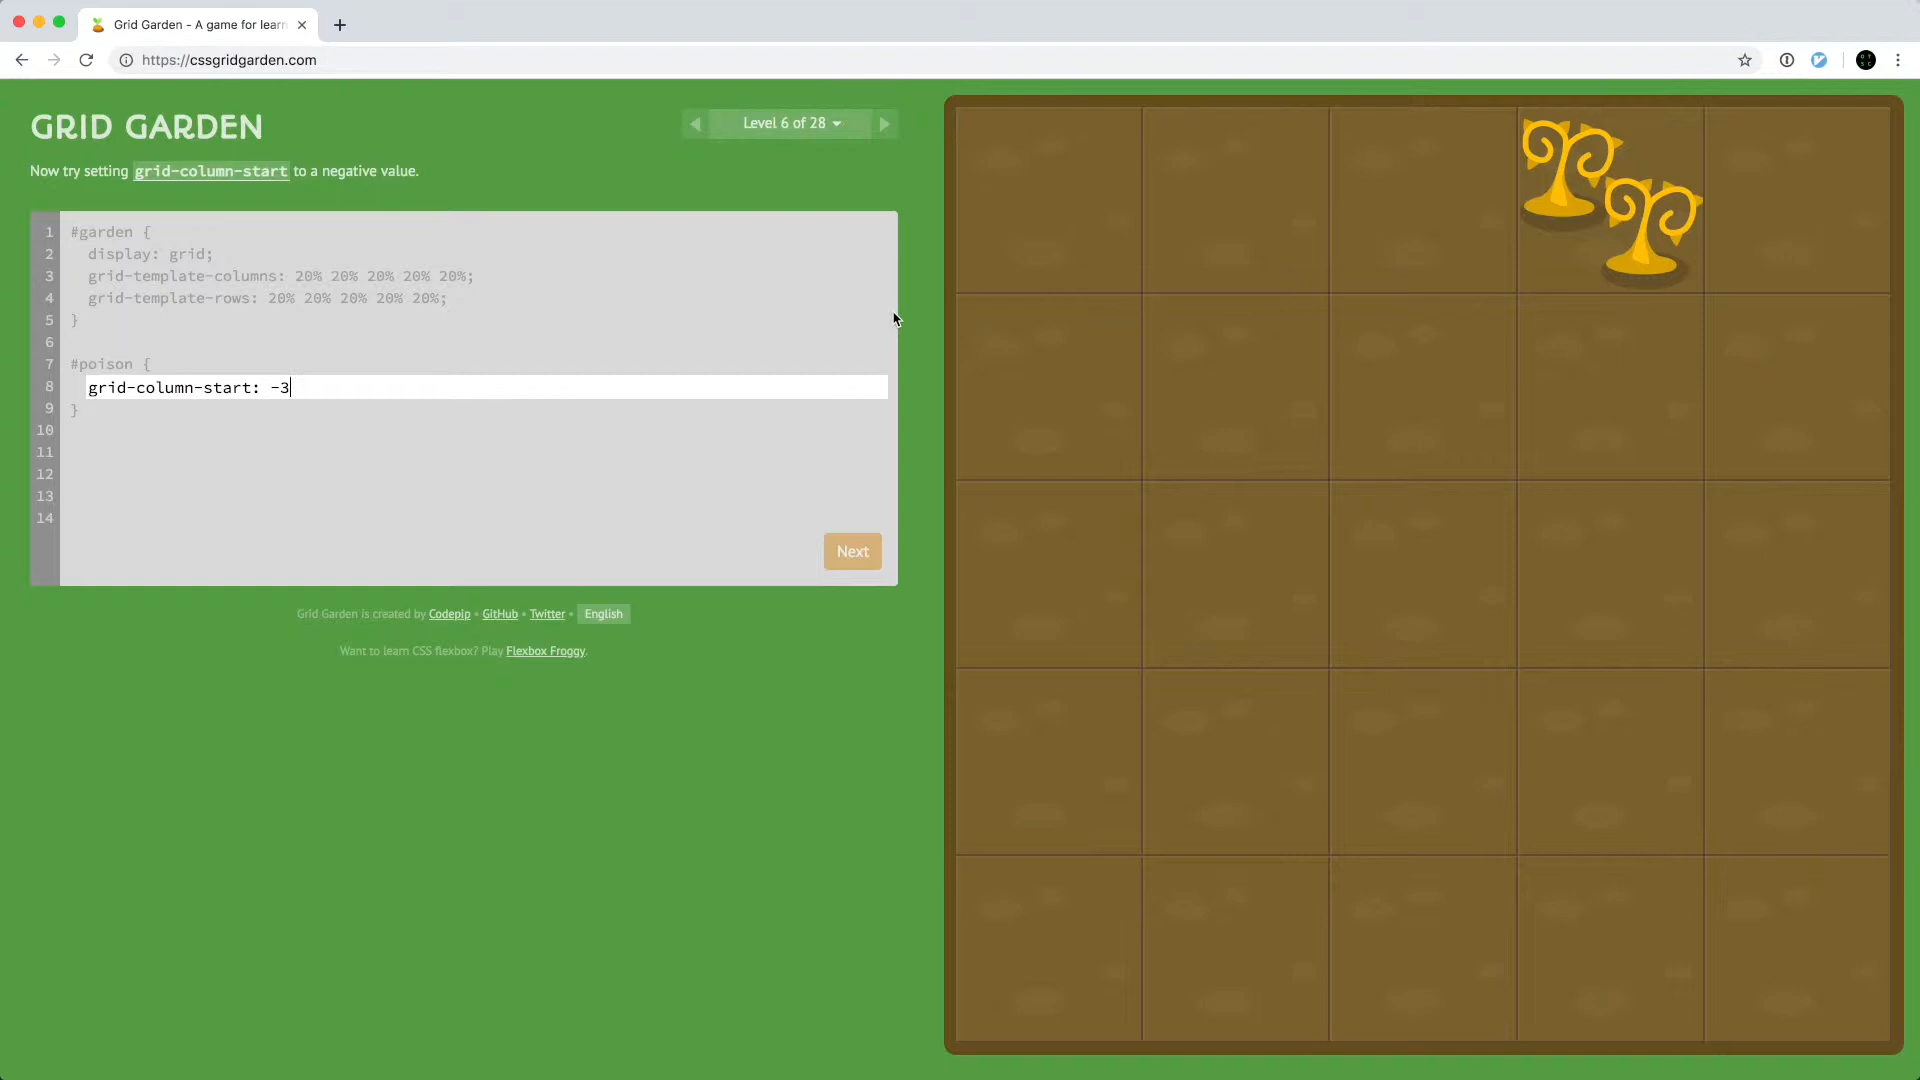 Grid Garden - A game for learn
https://cssgridgarden.com
GRID GARDEN
Level 6 of 28
Now try setting grid-column-start to a negative value.
1 #garden {
2 display: grid;
3 grid-template-columns: 20% 20% 20% 20% 20%;
4 grid-template-rows: 20% 20% 20% 20% 20%;
5 }
6
7 #poison {
8 grid-column-start: -3
9 }
10
11
12
13
14
Next
Grid Garden is created by Codepip • GitHub • Twitter • English
Want to learn CSS flexbox? Play Flexbox Froggy.